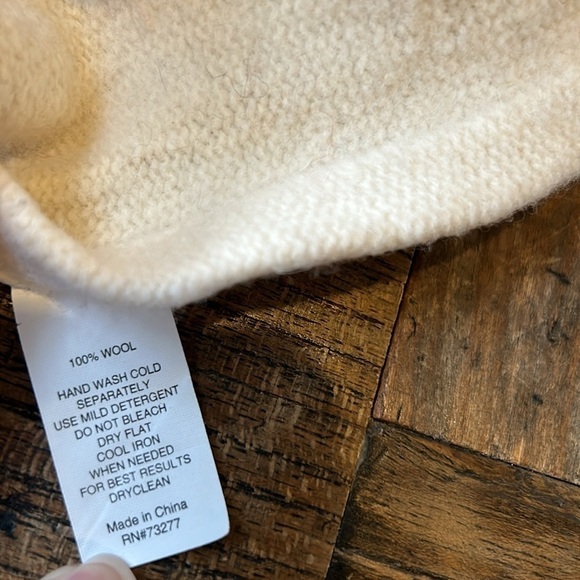 100% WOOL
HAND WASH COLD
SEPARATELY
USE MILD DETERGENT
DO NOT BLEACH
DRY FLAT
COOL IRON
WHEN NEEDED
FOR BEST RESULTS
DRYCLEAN
Made in China
RN#73277